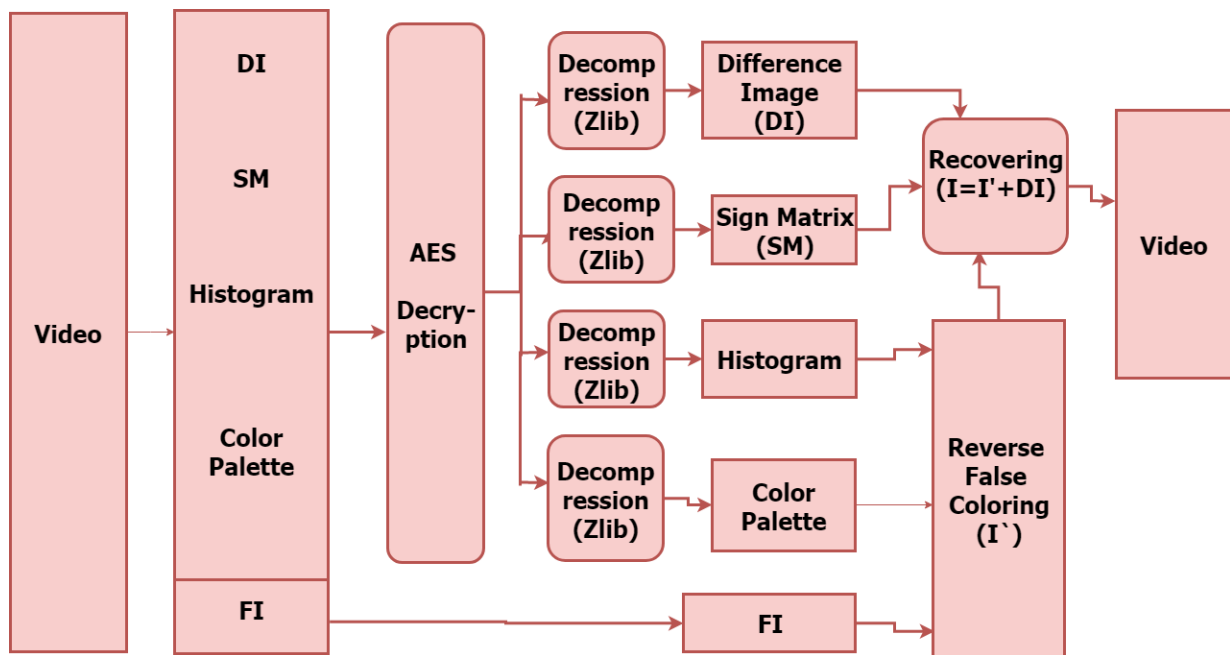 Video
DI
SM
Histogram
Color
Palette
FI
AES
Decry-
ption
Decomp
ression
(Zlib)
Difference
Image
(DI)
Decomp
ression
(Zlib)
Sign Matrix
(SM)
Decomp
ression
(Zlib)
Histogram
Decomp
ression
(Zlib)
Color
Palette
FI
Recovering
(I=I'+DI)
Reverse
False
Coloring
(I`)
Video